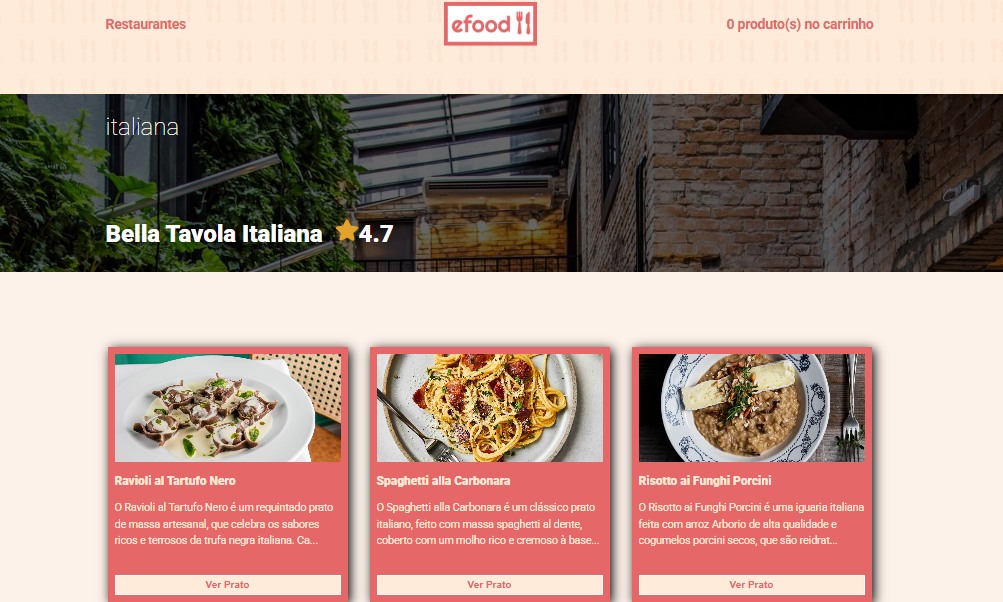 Restaurantes
efood
0 produto(s) no carrinho
italiana
Bella Tavola Italiana 4.7
Ravioli al Tartufo Nero
O Ravioli al Tartufo Nero é um requintado prato
de massa artesanal, que celebra os sabores
ricos e terrosos da trufa negra italiana. Ca...
Ver Prato
Spaghetti alla Carbonara
O Spaghetti alla Carbonara é um clássico prato
italiano, feito com massa spaghetti al dente,
coberto com um molho rico e cremoso à base...
Ver Prato
Risotto ai Funghi Porcini
O Risotto ai Funghi Porcini é uma iguaria italiana
feita com arroz Arborio de alta qualidade e
cogumelos porcini secos, que são reidrat...
Ver Prato